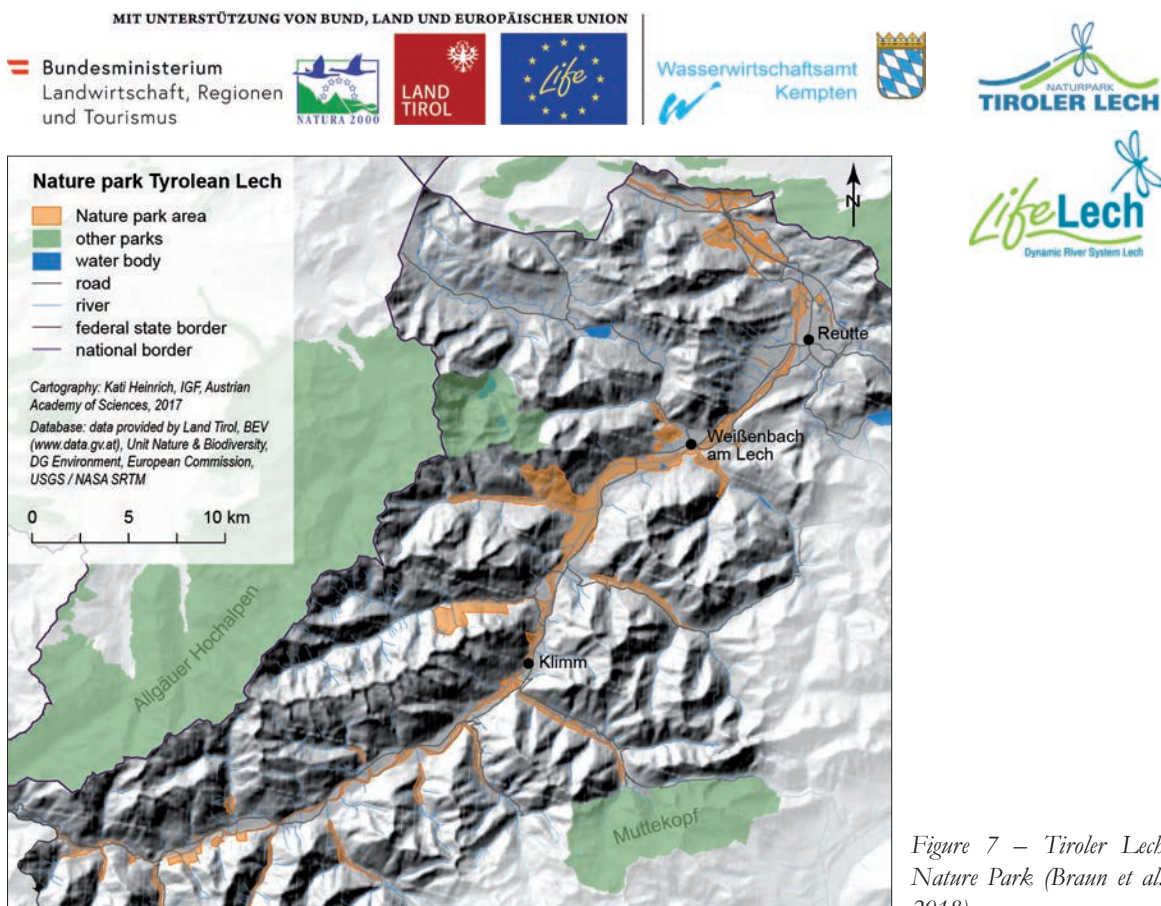 MIT UNTERSTÜTZUNG VON BUND, LAND UND EUROPÄISCHER UNION
Bundesministerium
Landwirtschaft, Regionen
und Tourismus
NATURA 2000
LAND
TIROL
Life
Wasserwirtschaftsamt
Kempten
NATURPARK
TIROLER LECH
LifeLech
Dynamic River System Lech
Nature park Tyrolean Lech
Nature park area
other parks
water body
road
river
federal state border
national border
Cartography: Kati Heinrich, IGF, Austrian
Academy of Sciences, 2017
Database: data provided by Land Tirol, BEV
(www.data.gv.at), Unit Nature & Biodiversity,
DG Environment, European Commission,
USGS / NASA SRTM
0 5 10 km
N
Reutte
Weißenbach
am Lech
Allgäuer Hochalpen
Klimm
Muttekopf
Figure 7 – Tiroler Lech
Nature Park (Braun et al.
2018)